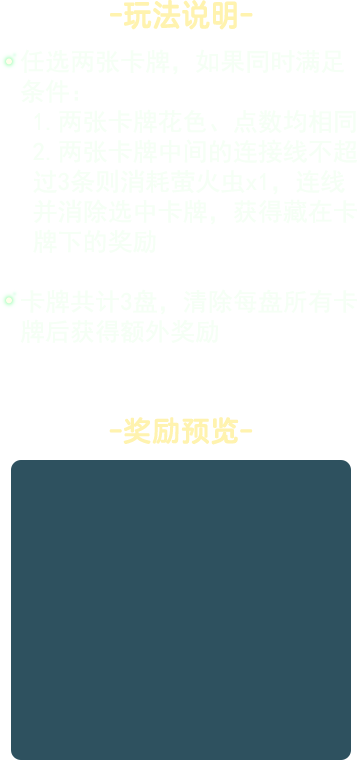 -玩法说明-
任选两张卡牌，如果同时满足
条件：
1 两张卡牌花色、点数均相同
2 两张卡牌中间的连接线不超
过3条则消耗萤火虫x1，连线
并消除选中卡牌，获得藏在卡
牌下的奖励
卡牌共计3盘，清除每盘所有卡
牌后获得额外奖励
-奖励预览-